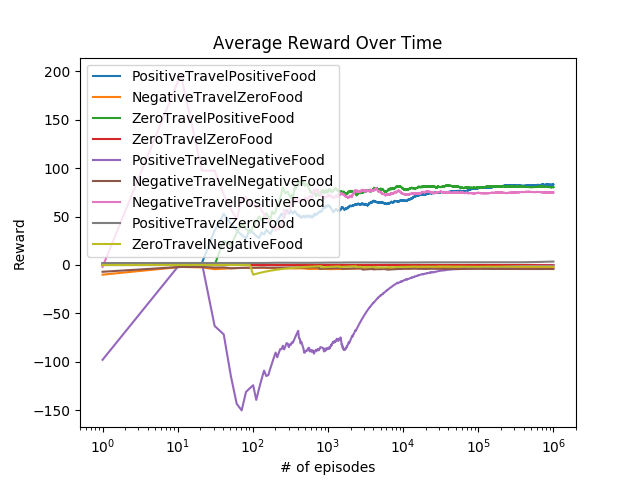 Average Reward Over Time
200
150
100
50
0
−50
−100
−150
Reward
PositiveTravelPositiveFood
NegativeTravelZeroFood
ZeroTravelPositiveFood
ZeroTravelZeroFood
PositiveTravelNegativeFood
NegativeTravelNegativeFood
NegativeTravelPositiveFood
PositiveTravelZeroFood
ZeroTravelNegativeFood
10⁰ 10¹ 10² 10³ 10⁴ 10⁵ 10⁶
# of episodes